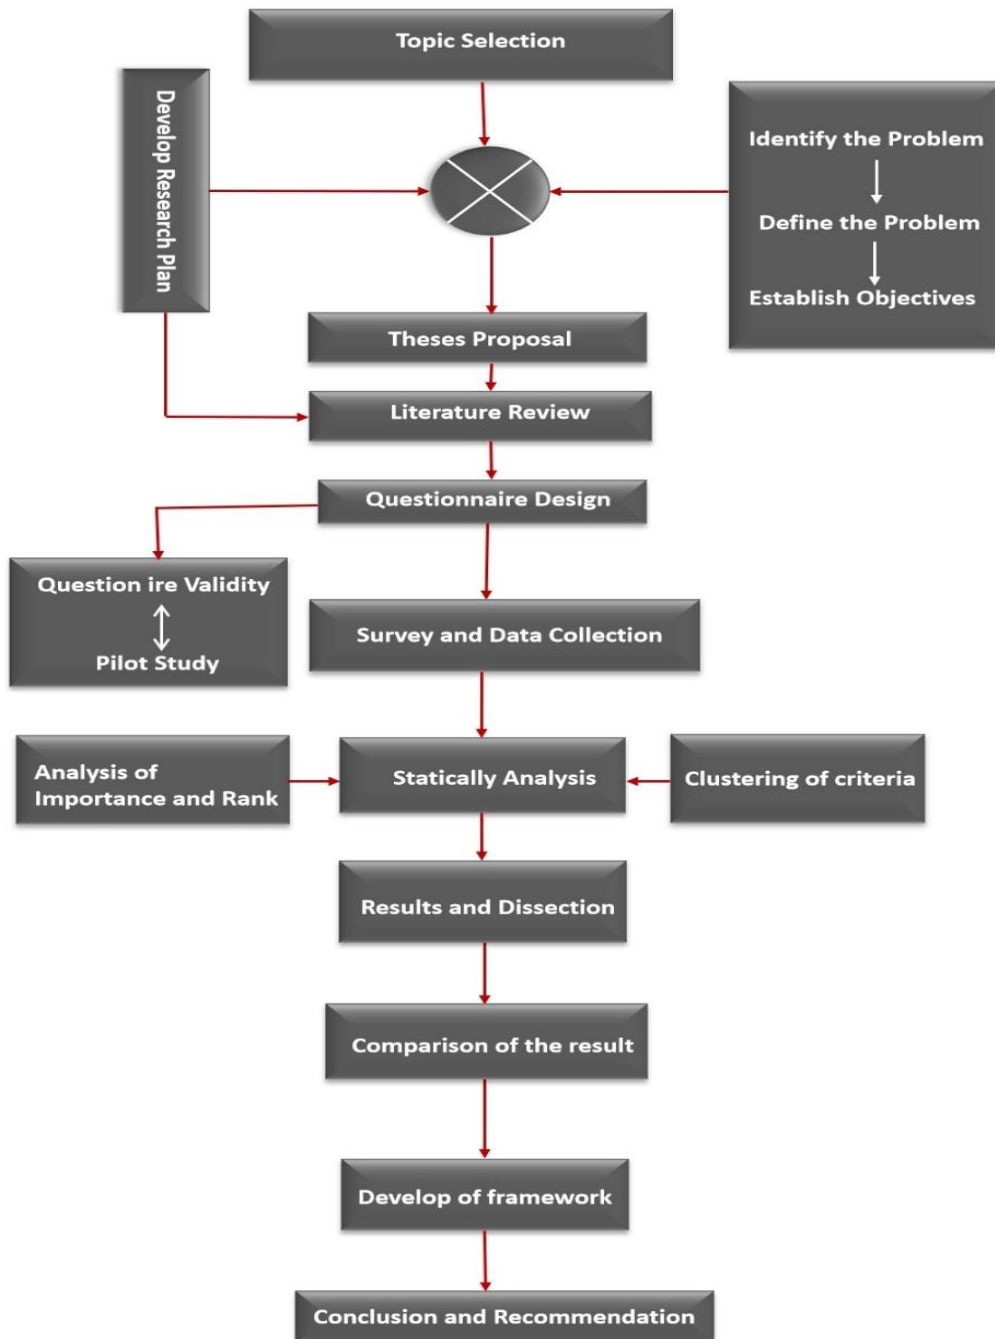 Topic Selection
Develop Research Plan
Identify the Problem
Define the Problem
Establish Objectives
Theses Proposal
Literature Review
Questionnaire Design
Question ire Validity
Pilot Study
Survey and Data Collection
Analysis of
Importance and Rank
Statically Analysis
Clustering of criteria
Results and Dissection
Comparison of the result
Develop of framework
Conclusion and Recommendation